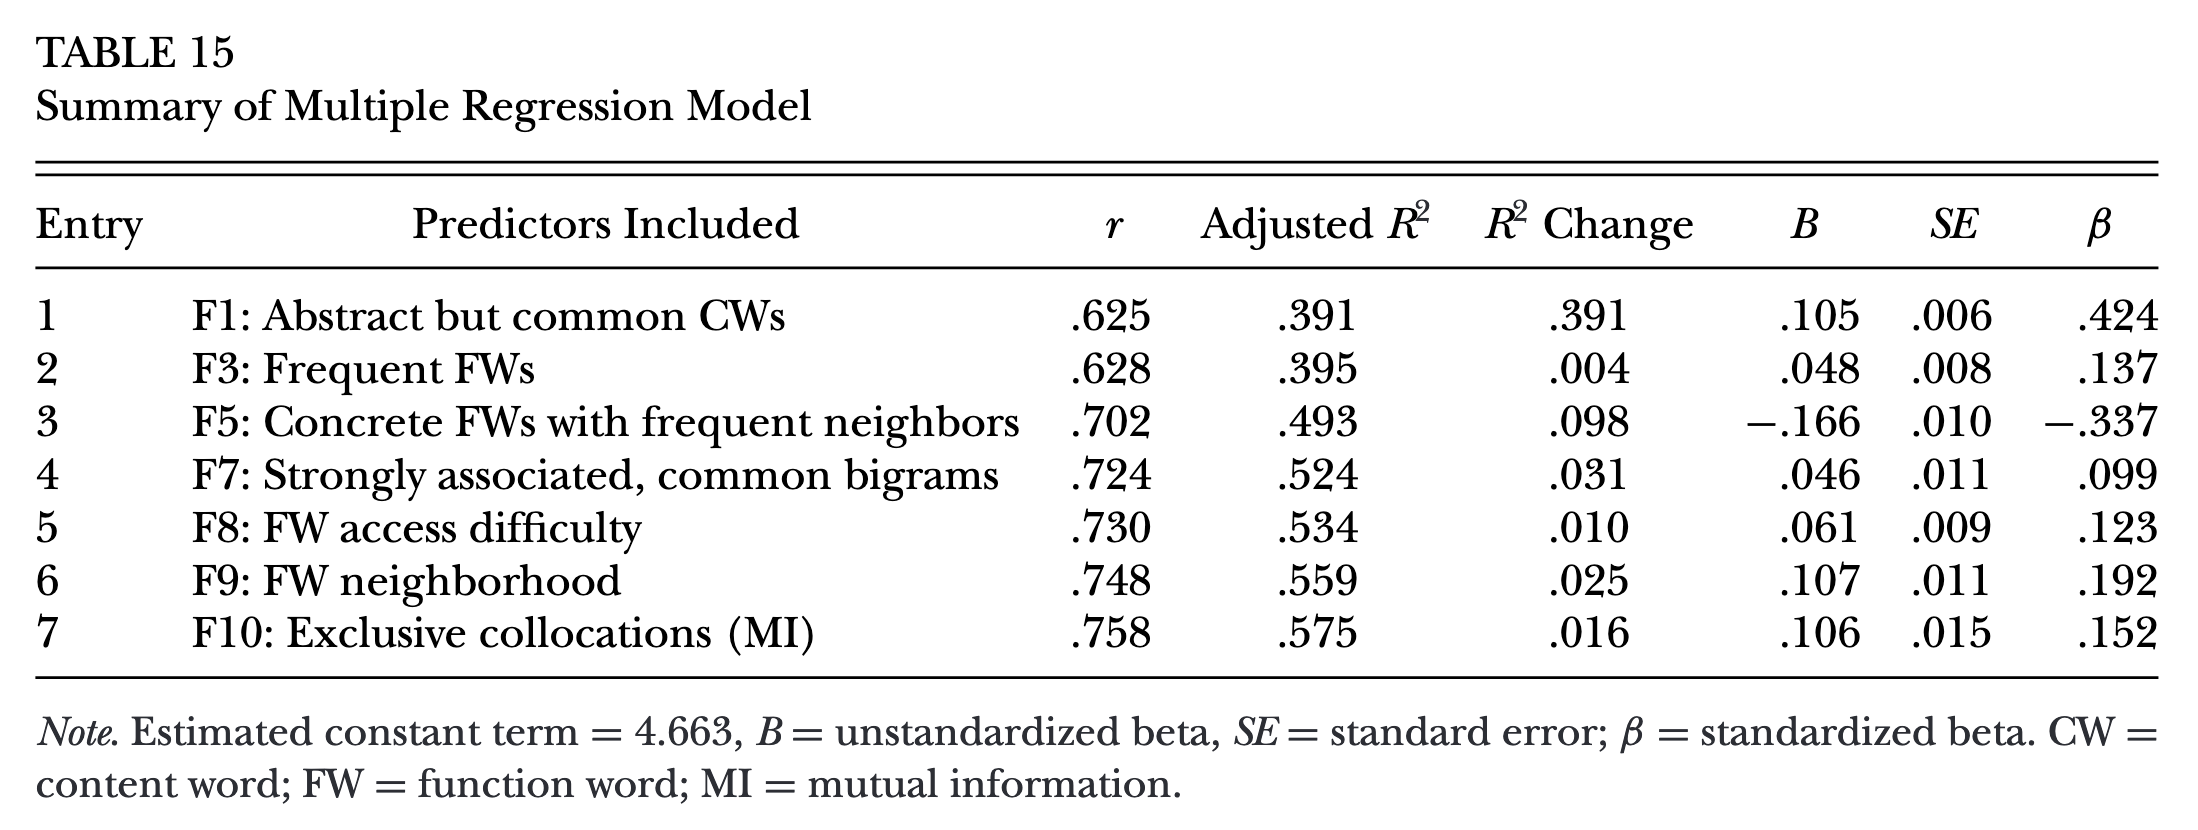 TABLE 15
Summary of Multiple Regression Model
Entry Predictors Included r Adjusted R² R² Change B SE β
1 F1: Abstract but common CWs .625 .391 .391 .105 .006 .424
2 F3: Frequent FWs .628 .395 .004 .048 .008 .137
3 F5: Concrete FWs with frequent neighbors .702 .493 .098 −.166 .010 −.337
4 F7: Strongly associated, common bigrams .724 .524 .031 .046 .011 .099
5 F8: FW access difficulty .730 .534 .010 .061 .009 .123
6 F9: FW neighborhood .748 .559 .025 .107 .011 .192
7 F10: Exclusive collocations (MI) .758 .575 .016 .106 .015 .152
Note. Estimated constant term = 4.663, B = unstandardized beta, SE = standard error; β = standardized beta. CW =
content word; FW = function word; MI = mutual information.